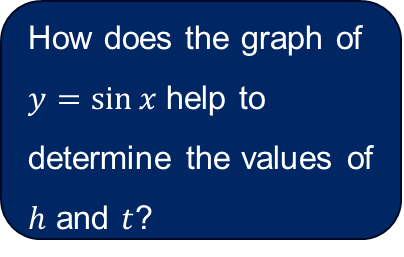 How does the graph of
y = sin x help to
determine the values of
h and t?